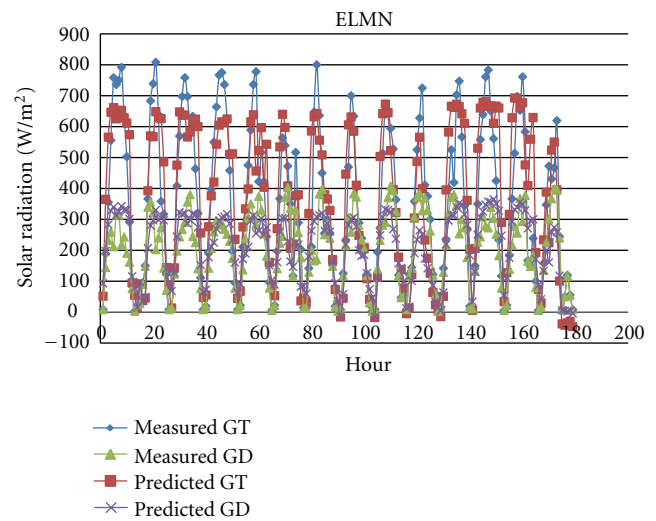 ELMN
900
800
700
600
500
400
300
200
100
0
−100
Solar radiation (W/m²)
0 20 40 60 80 100 120 140 160 180 200
Hour
Measured GT
Measured GD
Predicted GT
Predicted GD